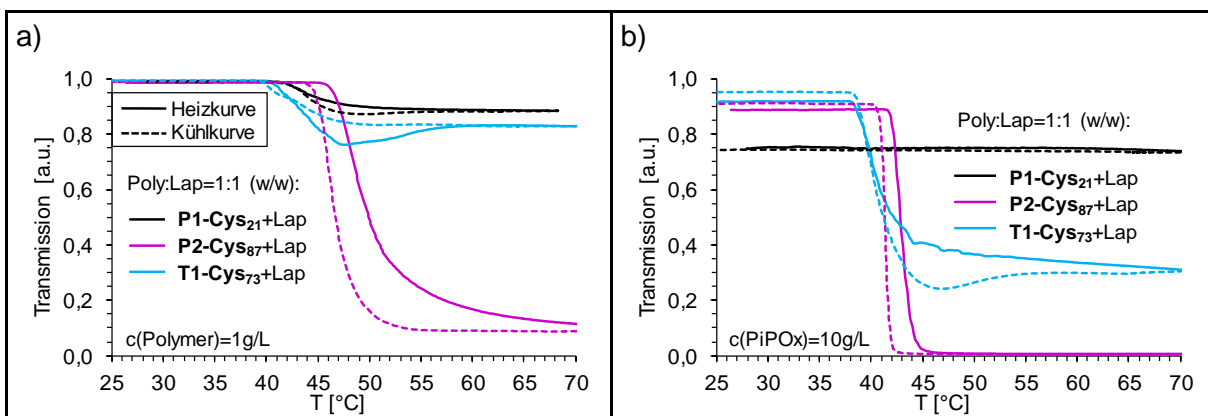 a)
Transmission [a.u.]
1,0
0,8
0,6
0,4
0,2
0,0
Heizkurve
Kühlkurve
Poly:Lap=1:1 (w/w):
P1-Cys₂₁+Lap
P2-Cys₈₇+Lap
T1-Cys₇₃+Lap
c(Polymer)=1g/L
25 30 35 40 45 50 55 60 65 70
T [°C]
b)
Transmission [a.u.]
1,0
0,8
0,6
0,4
0,2
0,0
Poly:Lap=1:1 (w/w):
P1-Cys₂₁+Lap
P2-Cys₈₇+Lap
T1-Cys₇₃+Lap
c(PiPOx)=10g/L
25 30 35 40 45 50 55 60 65 70
T [°C]